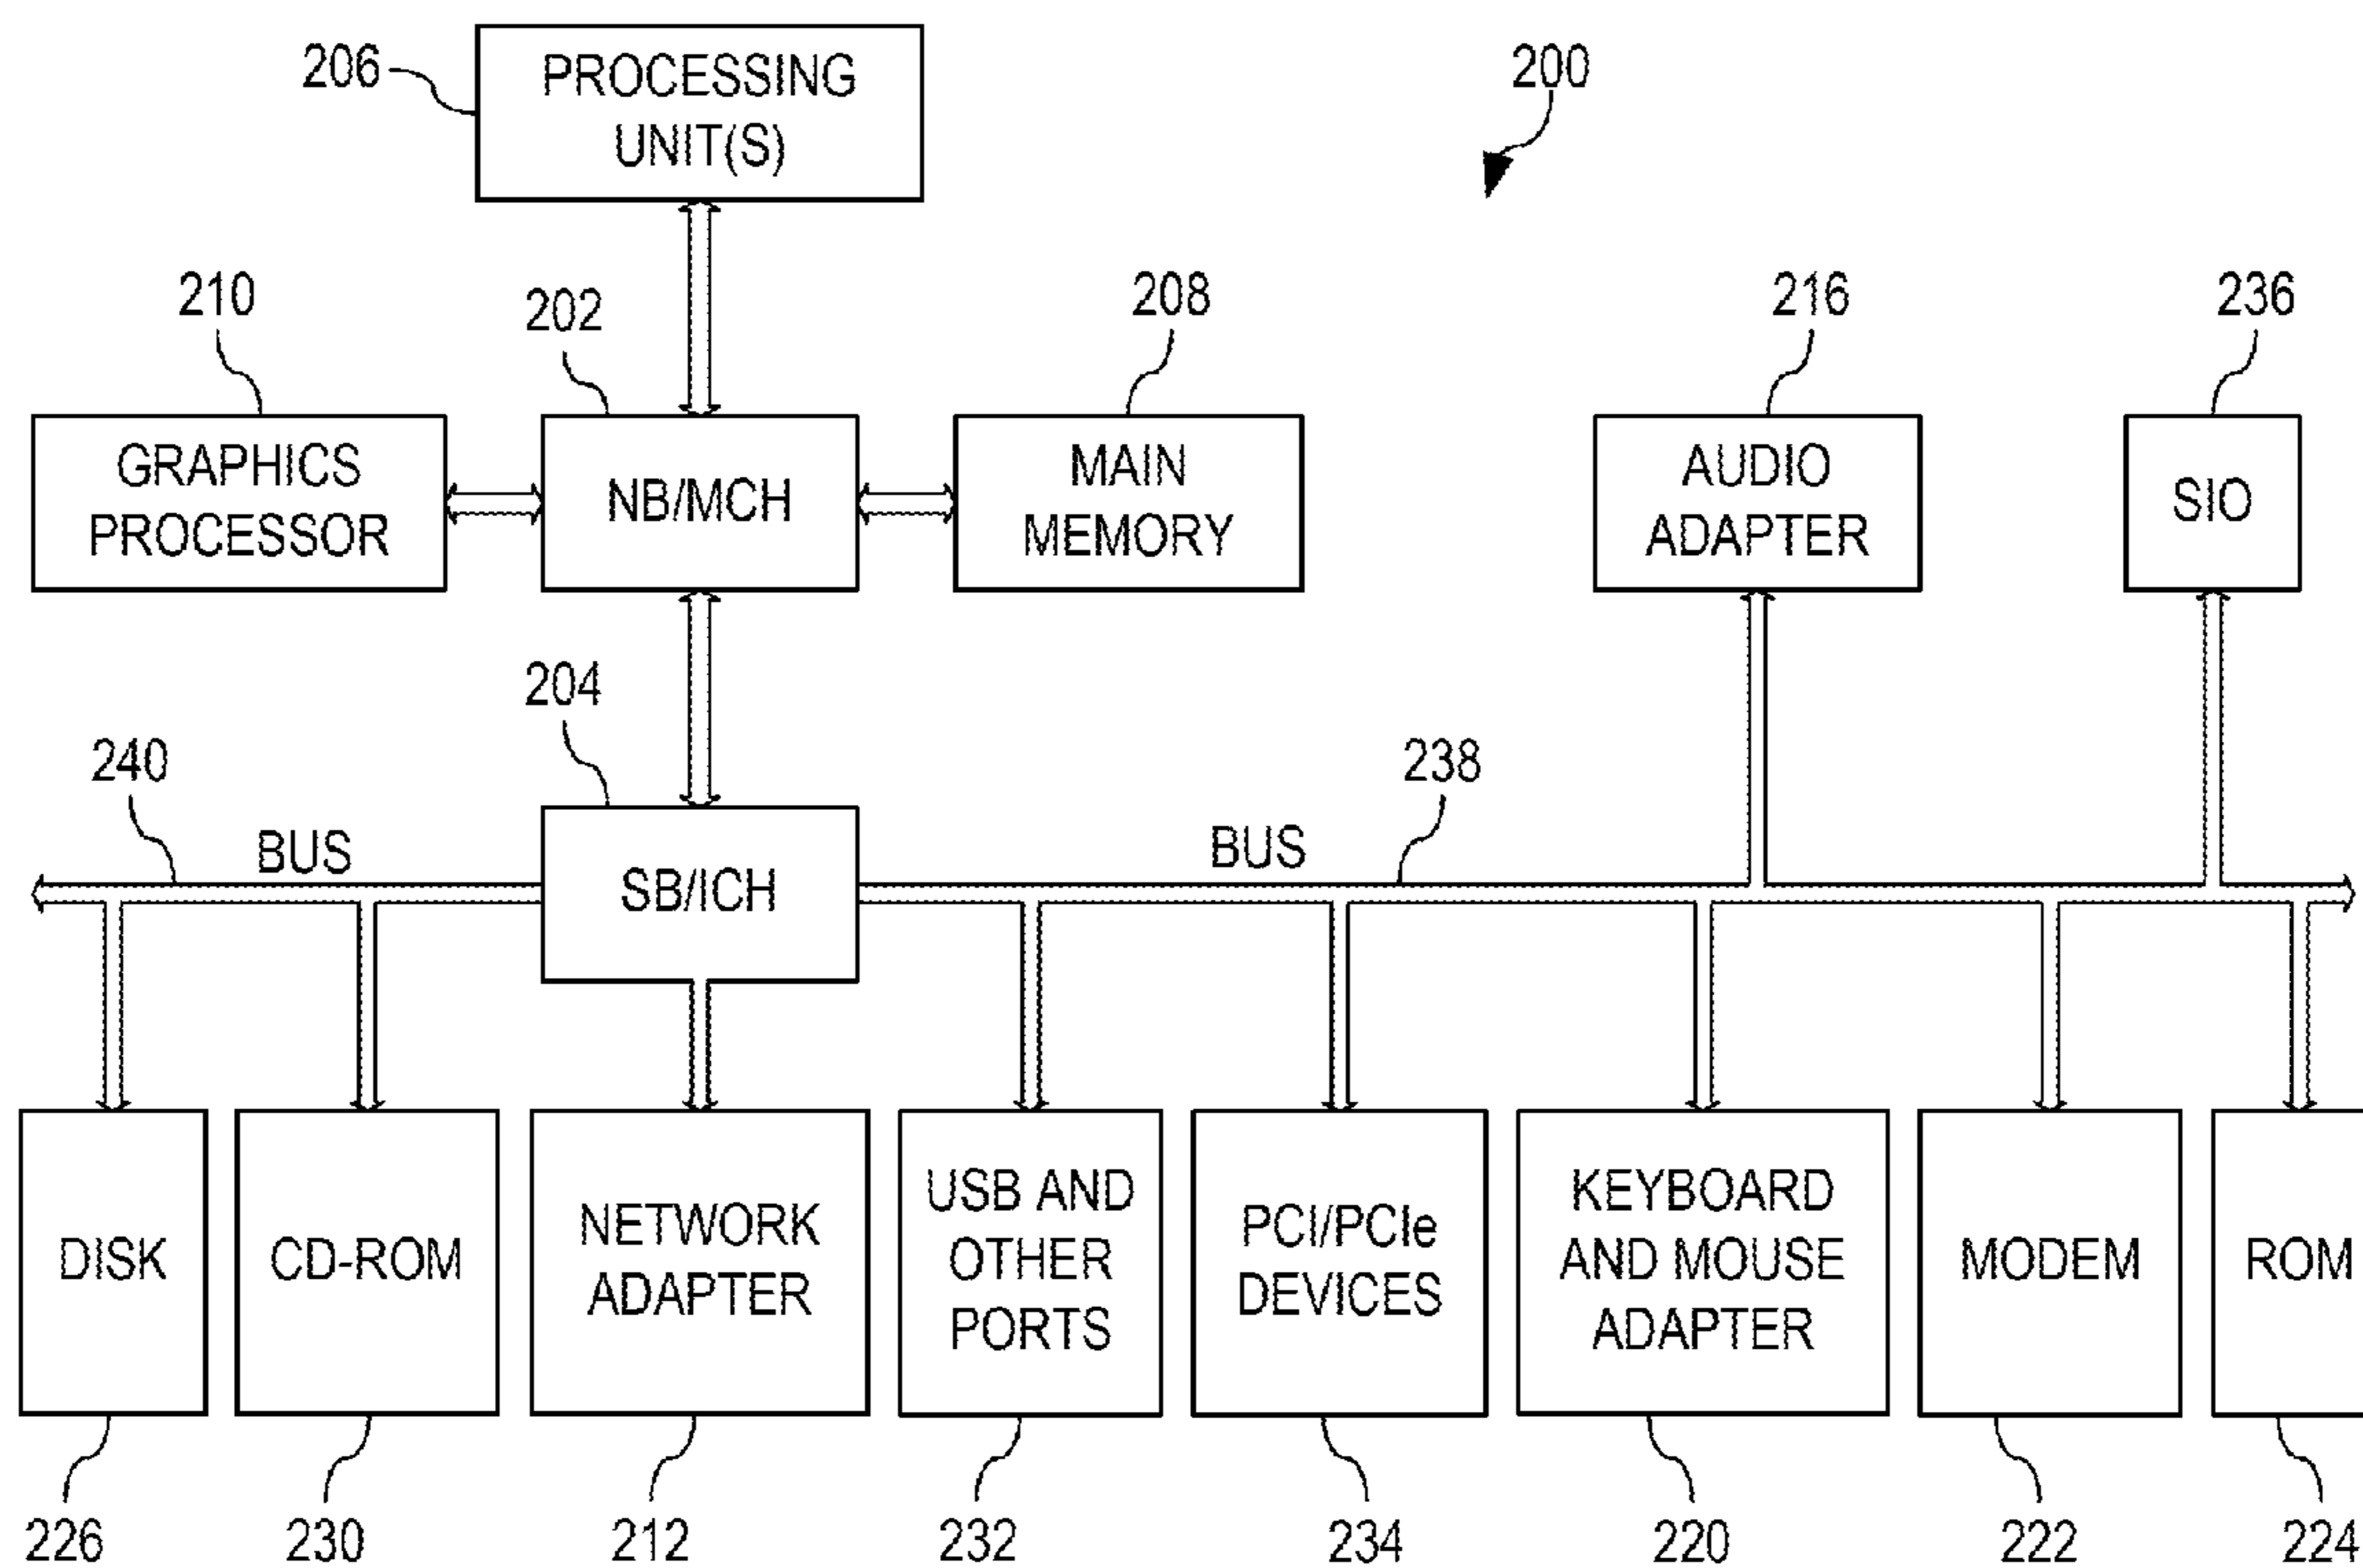 206
PROCESSING
UNIT(S)
200
210
202
208
216
236
GRAPHICS
PROCESSOR
NB/MCH
MAIN
MEMORY
AUDIO
ADAPTER
SIO
204
240
238
BUS
BUS
SB/ICH
DISK
CD-ROM
NETWORK
ADAPTER
USB AND
OTHER
PORTS
PCI/PCIe
DEVICES
KEYBOARD
AND MOUSE
ADAPTER
MODEM
ROM
226
230
212
232
234
220
222
224